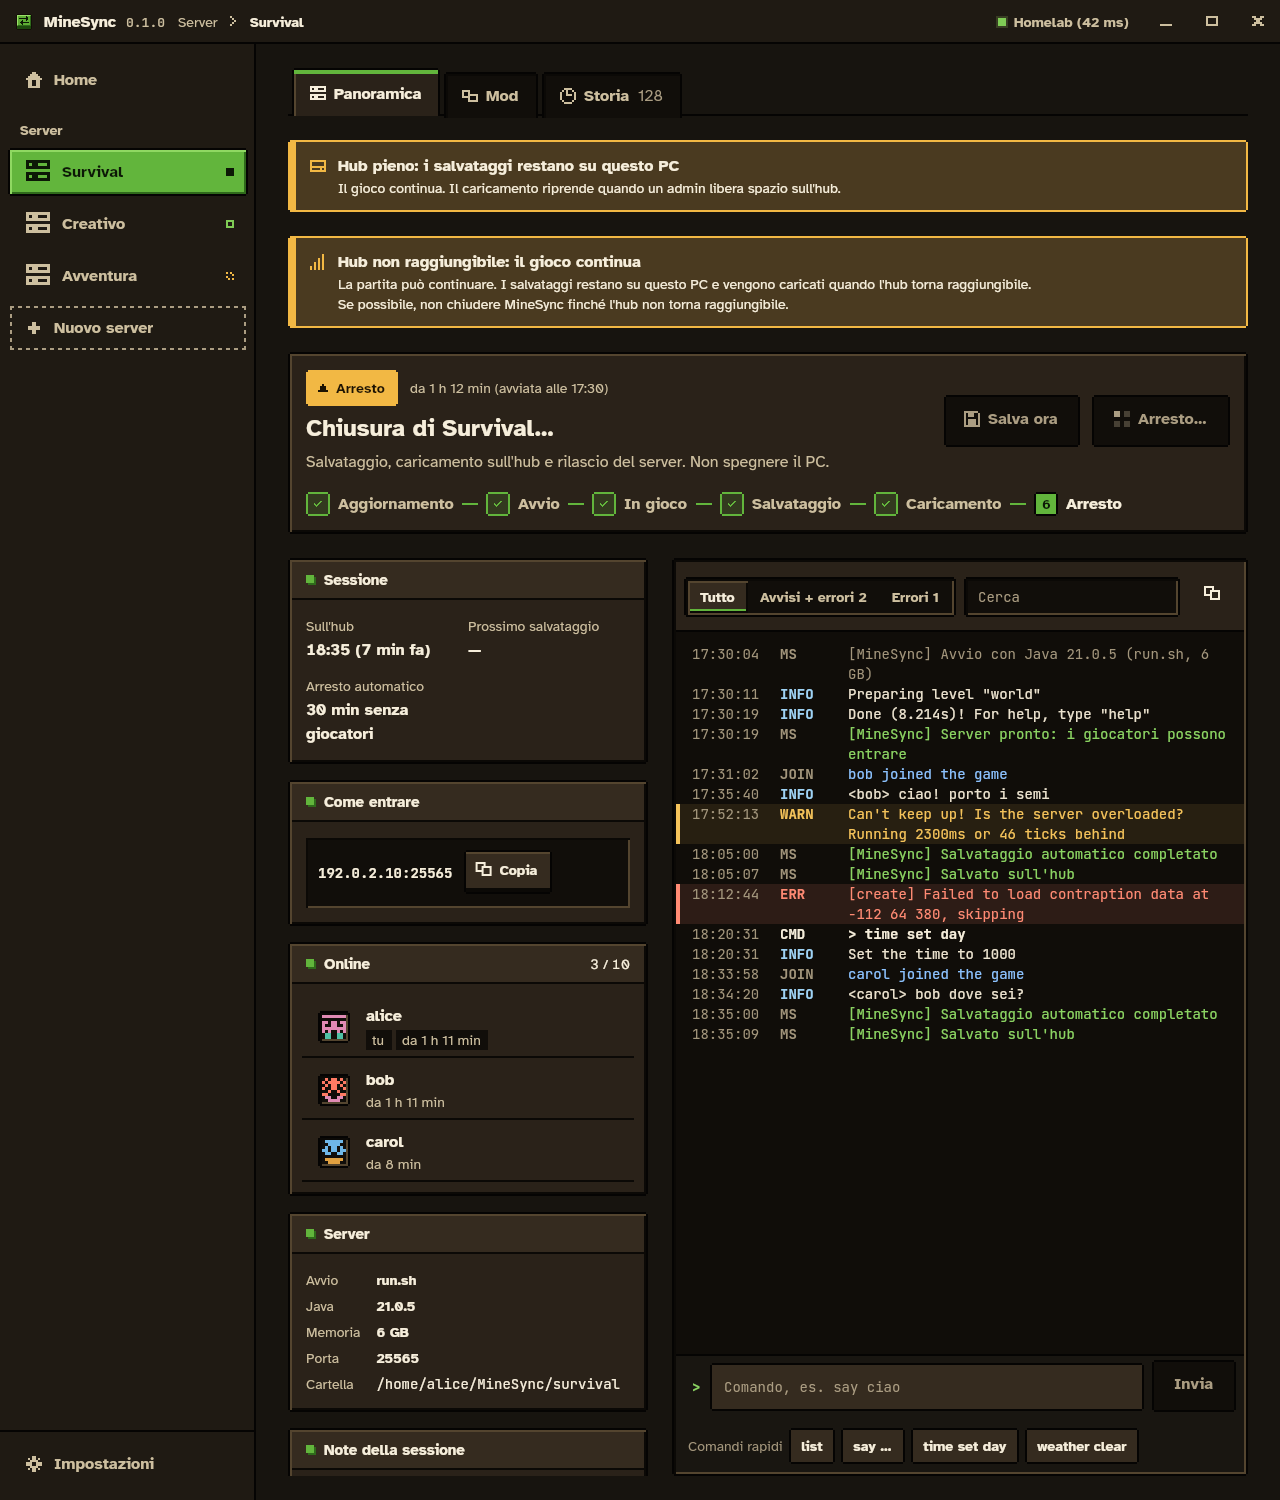 MineSync 0.1.0 Server Survival
Homelab (42 ms)
Home
Server
Survival
Creativo
Avventura
Nuovo server
Impostazioni
Panoramica
Mod
Storia 128
Hub pieno: i salvataggi restano su questo PC
Il gioco continua. Il caricamento riprende quando un admin libera spazio sull'hub.
Hub non raggiungibile: il gioco continua
La partita può continuare. I salvataggi restano su questo PC e vengono caricati quando l'hub torna raggiungibile.
Se possibile, non chiudere MineSync finché l'hub non torna raggiungibile.
Arresto da 1 h 12 min (avviata alle 17:30)
Chiusura di Survival...
Salvataggio, caricamento sull'hub e rilascio del server. Non spegnere il PC.
Salva ora
Arresto...
Aggiornamento Avvio In gioco Salvataggio Caricamento 6 Arresto
Sessione
Sull'hub
18:35 (7 min fa)
Prossimo salvataggio
—
Arresto automatico
30 min senza
giocatori
Come entrare
192.0.2.10:25565 Copia
Online 3 / 10
alice
tu da 1 h 11 min
bob
da 1 h 11 min
carol
da 8 min
Server
Avvio run.sh
Java 21.0.5
Memoria 6 GB
Porta 25565
Cartella /home/alice/MineSync/survival
Note della sessione
Tutto Avvisi + errori 2 Errori 1 Cerca
17:30:04 MS [MineSync] Avvio con Java 21.0.5 (run.sh, 6
GB)
17:30:11 INFO Preparing level "world"
17:30:19 INFO Done (8.214s)! For help, type "help"
17:30:19 MS [MineSync] Server pronto: i giocatori possono
entrare
17:31:02 JOIN bob joined the game
17:35:40 INFO <bob> ciao! porto i semi
17:52:13 WARN Can't keep up! Is the server overloaded?
Running 2300ms or 46 ticks behind
18:05:00 MS [MineSync] Salvataggio automatico completato
18:05:07 MS [MineSync] Salvato sull'hub
18:12:44 ERR [create] Failed to load contraption data at
-112 64 380, skipping
18:20:31 CMD > time set day
18:20:31 INFO Set the time to 1000
18:33:58 JOIN carol joined the game
18:34:20 INFO <carol> bob dove sei?
18:35:00 MS [MineSync] Salvataggio automatico completato
18:35:09 MS [MineSync] Salvato sull'hub
> Comando, es. say ciao Invia
Comandi rapidi list say ... time set day weather clear